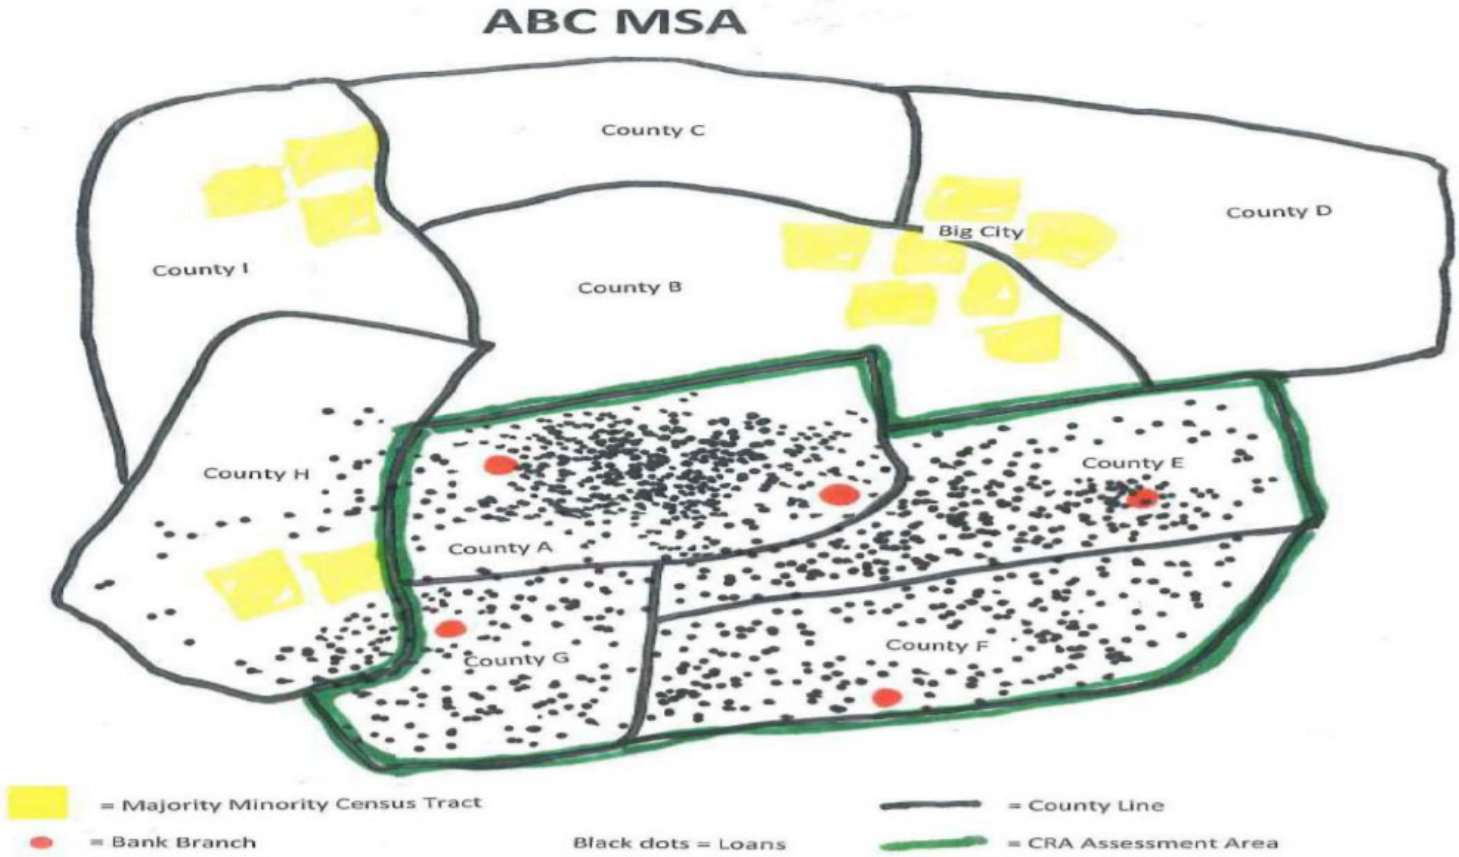 ABC MSA
County C
County D
Big City
County I
County B
County H
County E
County A
County F
County G
= Majority Minority Census Tract
= County Line
= Bank Branch
Black dots = Loans
= CRA Assessment Area